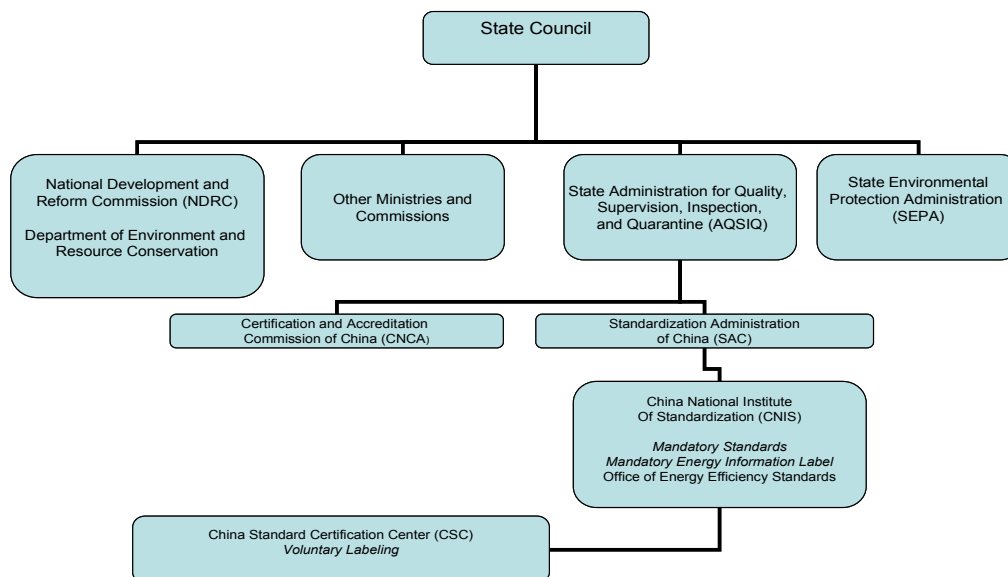 State Council
National Development and
Reform Commission (NDRC)
Department of Environment and
Resource Conservation
Other Ministries and
Commissions
State Administration for Quality,
Supervision, Inspection,
and Quarantine (AQSIQ)
State Environmental
Protection Administration
(SEPA)
Certification and Accreditation
Commission of China (CNCA)
Standardization Administration
of China (SAC)
China National Institute
Of Standardization (CNIS)
Mandatory Standards
Mandatory Energy Information Label
Office of Energy Efficiency Standards
China Standard Certification Center (CSC)
Voluntary Labeling